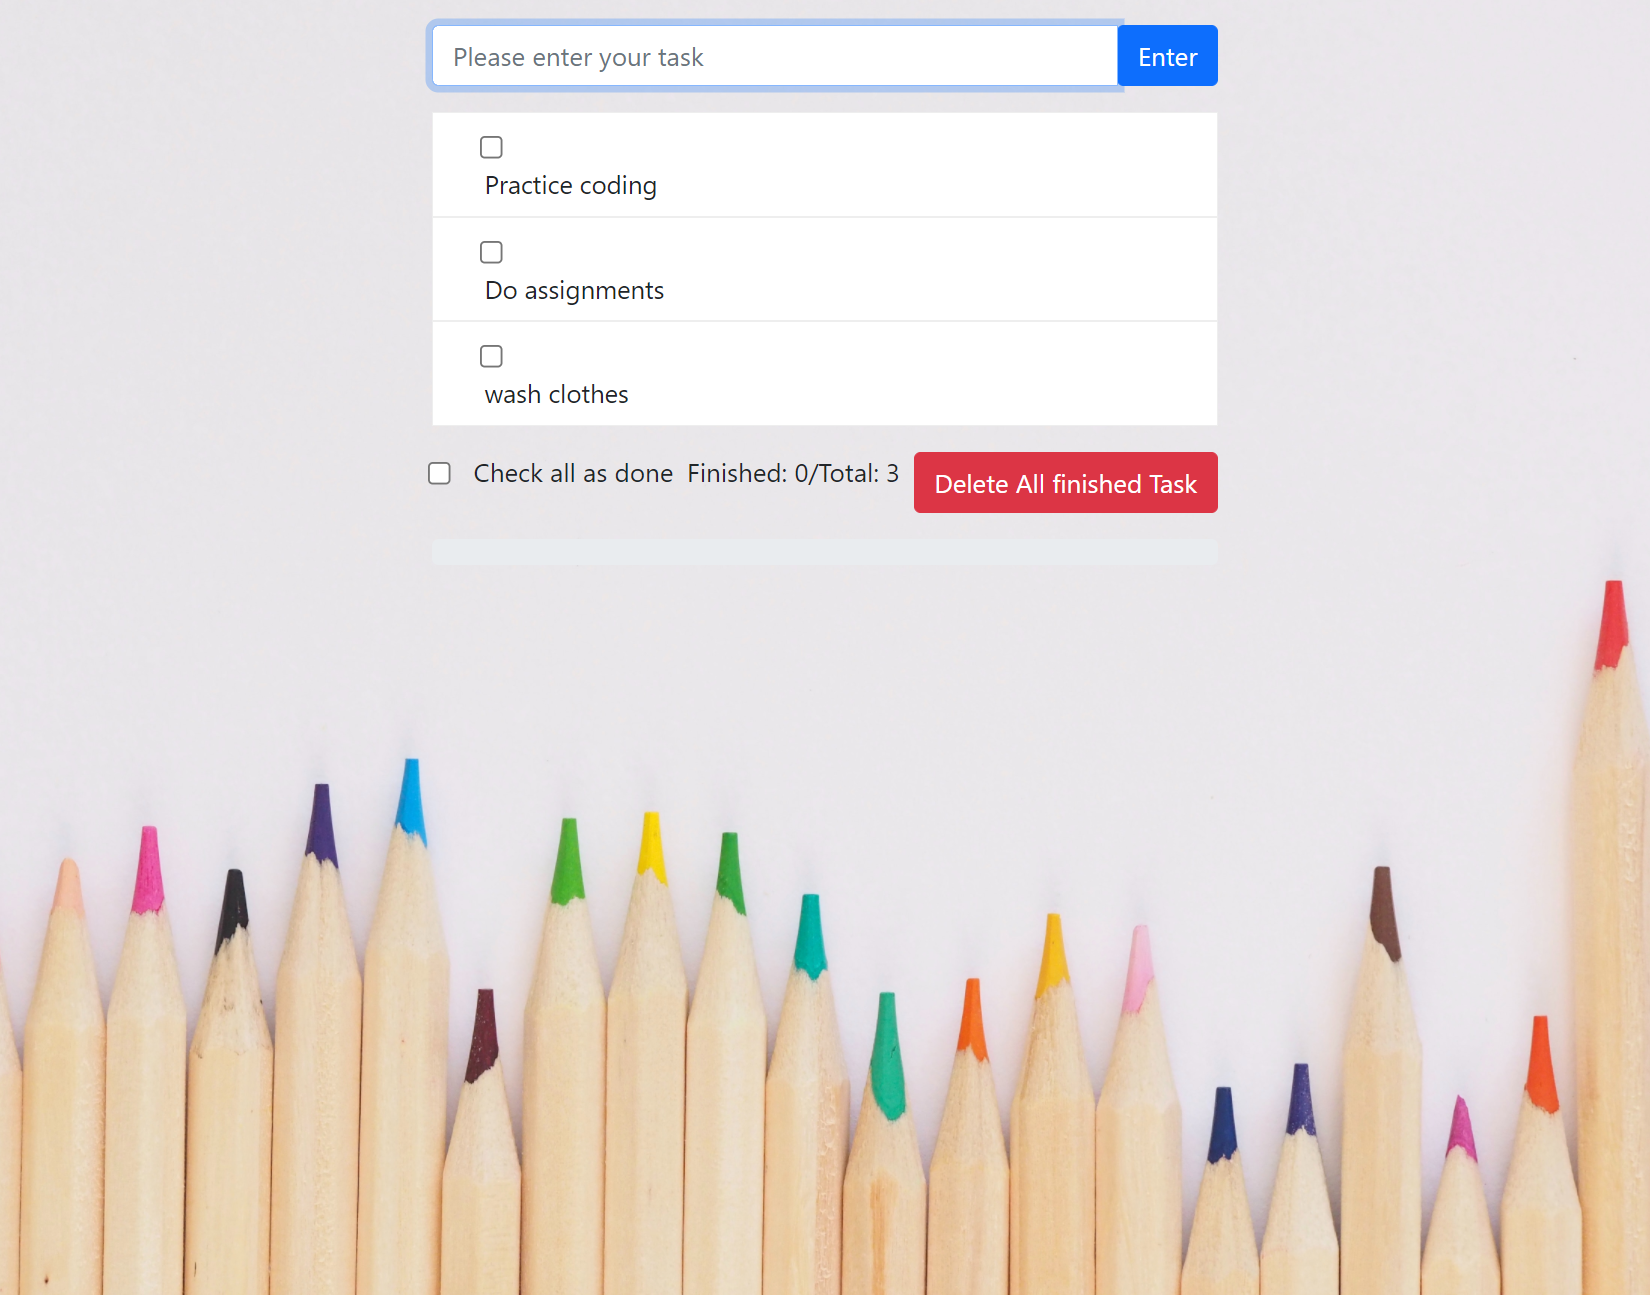 Please enter your task Enter
Practice coding
Do assignments
wash clothes
Check all as done Finished: 0/Total: 3 Delete All finished Task